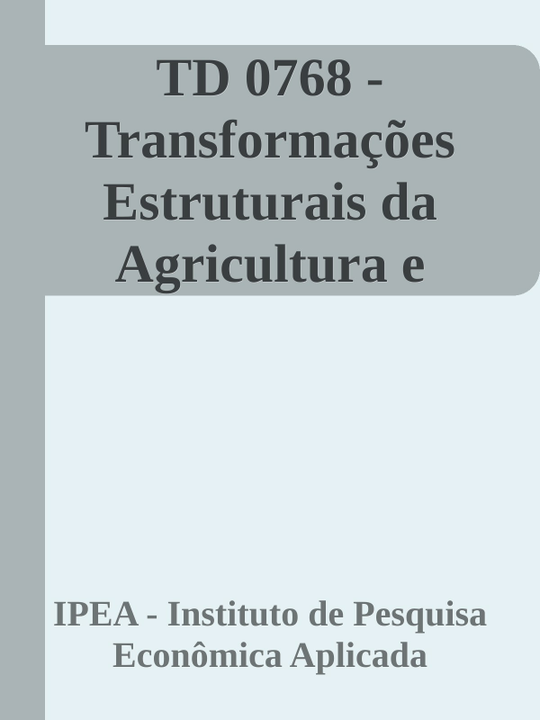 TD 0768 -
Transformações
Estruturais da
Agricultura e
IPEA - Instituto de Pesquisa
Econômica Aplicada